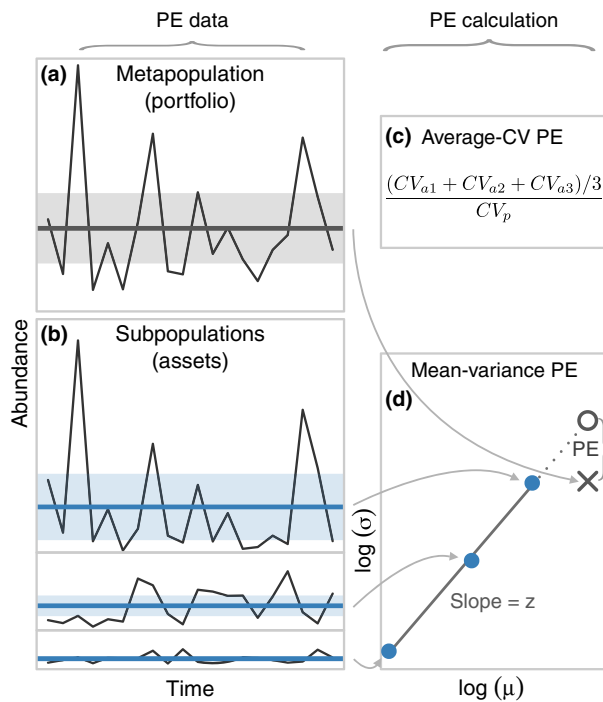 PE data
PE calculation
(a)
Metapopulation
(portfolio)
(c) Average-CV PE
(CV_{a1} + CV_{a2} + CV_{a3})/3
CV_p
Abundance
(b)
Subpopulations
(assets)
Time
Mean-variance PE
(d)
PE
Slope = z
log (σ)
log (μ)